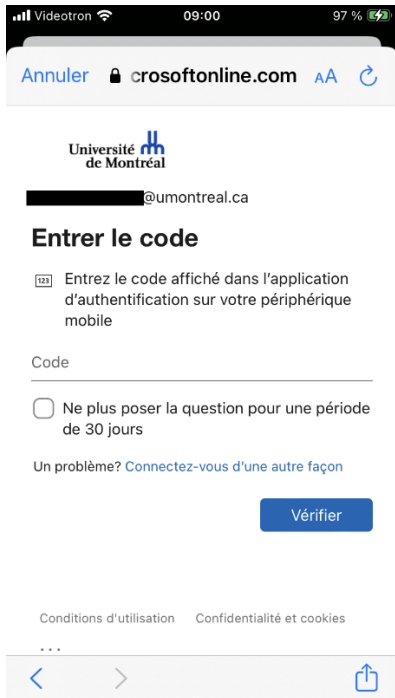 Videotron 09:00 97 %
Annuler crosoftonline.com AA
Université
de Montréal
@umontreal.ca
Entrer le code
123 Entrez le code affiché dans l'application
d'authentification sur votre périphérique
mobile
Code
Ne plus poser la question pour une période
de 30 jours
Un problème? Connectez-vous d'une autre façon
Vérifier
Conditions d'utilisation Confidentialité et cookies
...